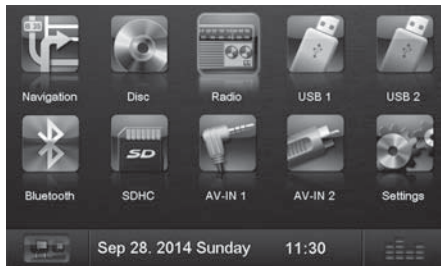 Navigation Disc Radio USB 1 USB 2
SD
Bluetooth SDHC AV-IN 1 AV-IN 2 Settings
Sep 28. 2014 Sunday 11:30